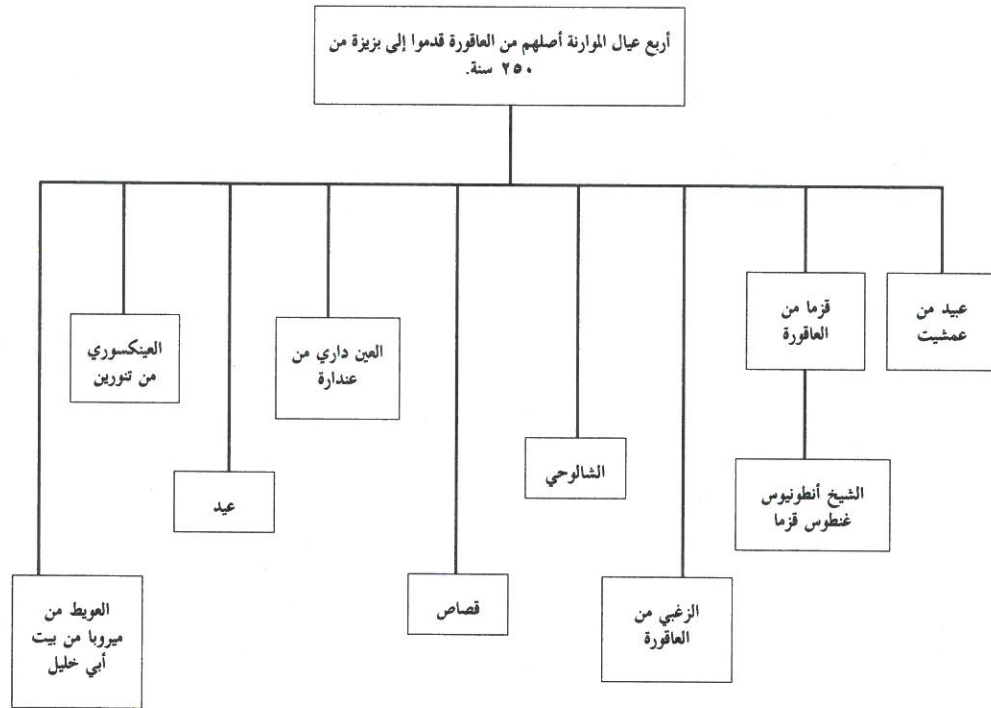 أربع عيال الموارنة أصلهم من العاقورة قدموا إلى بزيزة من
٢٥٠ سنة.
عبيد من
عمشيت
قزما من
العاقورة
الشيخ أنطونيوس
غنطوس قزما
الزغبي من
العاقورة
الشالوحي
قصاص
العين داري من
عندارة
عيد
العينكسوري
من تنورين
العويط من
ميروبا من بيت
أبي خليل